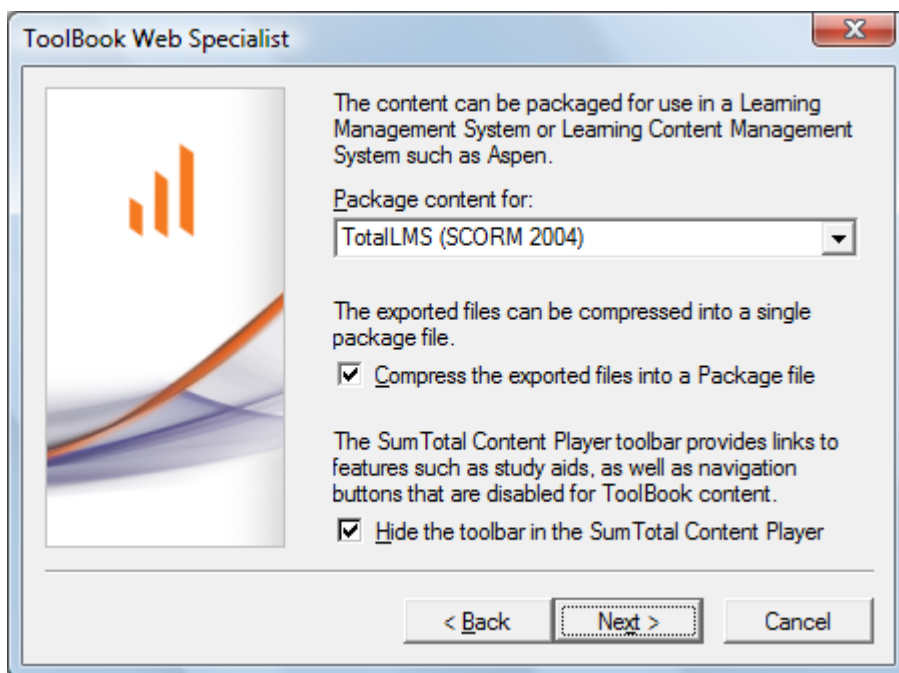 ToolBook Web Specialist
The content can be packaged for use in a Learning
Management System or Learning Content Management
System such as Aspen.
Package content for:
TotalLMS (SCORM 2004)
The exported files can be compressed into a single
package file.
Compress the exported files into a Package file
The SumTotal Content Player toolbar provides links to
features such as study aids, as well as navigation
buttons that are disabled for ToolBook content.
Hide the toolbar in the SumTotal Content Player
< Back
Next >
Cancel